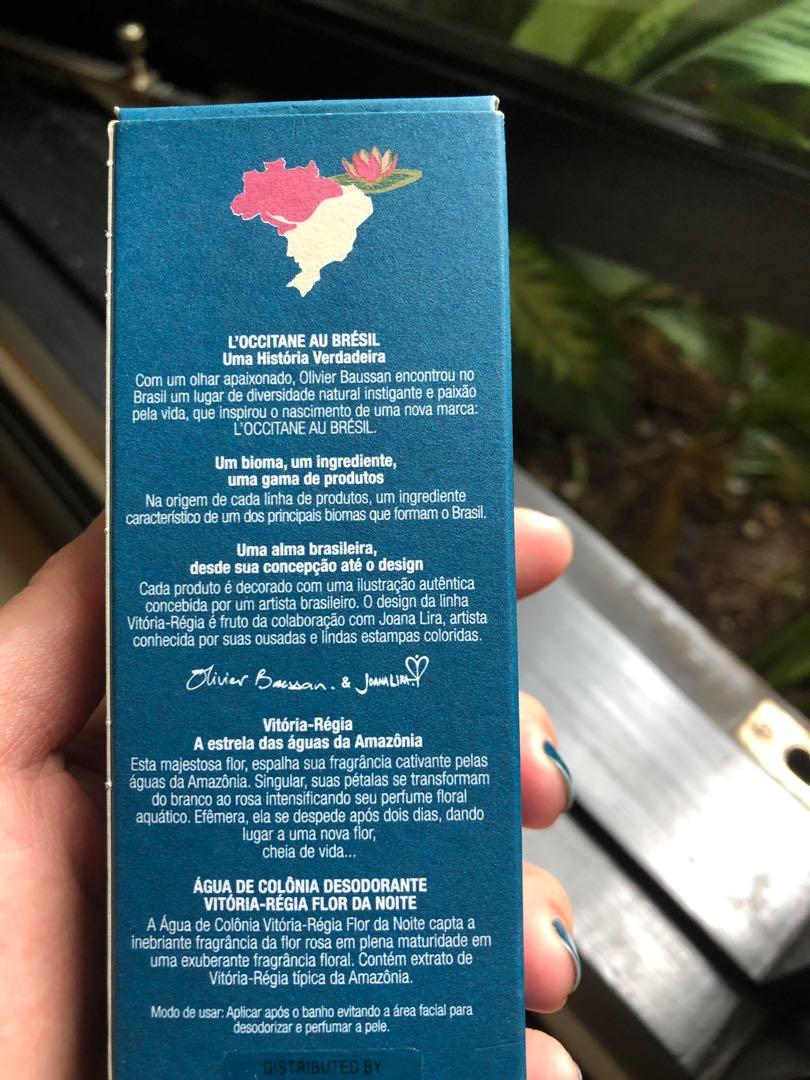 L'OCCITANE AU BRÉSIL
Uma História Verdadeira
Com um olhar apaixonado, Olivier Baussan encontrou no
Brasil um lugar de diversidade natural instigante e paixão
pela vida, que inspirou o nascimento de uma nova marca:
L'OCCITANE AU BRÉSIL.
Um bioma, um ingrediente,
uma gama de produtos
Na origem de cada linha de produtos, um ingrediente
característico de um dos principais biomas que formam o Brasil.
Uma alma brasileira,
desde sua concepção até o design
Cada produto é decorado com uma ilustração autêntica
concebida por um artista brasileiro. O design da linha
Vitória-Régia é fruto da colaboração com Joana Lira, artista
conhecida por suas ousadas e lindas estampas coloridas.
Olivier Baussan. & JOANA LIRA
Vitória-Régia
A estrela das águas da Amazônia
Esta majestosa flor, espalha sua fragrância cativante pelas
águas da Amazônia. Singular, suas pétalas se transformam
do branco ao rosa intensificando seu perfume floral
aquático. Efêmera, ela se despede após dois dias, dando
lugar a uma nova flor,
cheia de vida...
ÁGUA DE COLÔNIA DESODORANTE
VITÓRIA-RÉGIA FLOR DA NOITE
A Água de Colônia Vitória-Régia Flor da Noite capta a
inebriante fragrância da flor rosa em plena maturidade em
uma exuberante fragrância floral. Contém extrato de
Vitória-Régia típica da Amazônia.
Modo de usar: Aplicar após o banho evitando a área facial para
desodorizar e perfumar a pele.
DISTRIBUTED BY